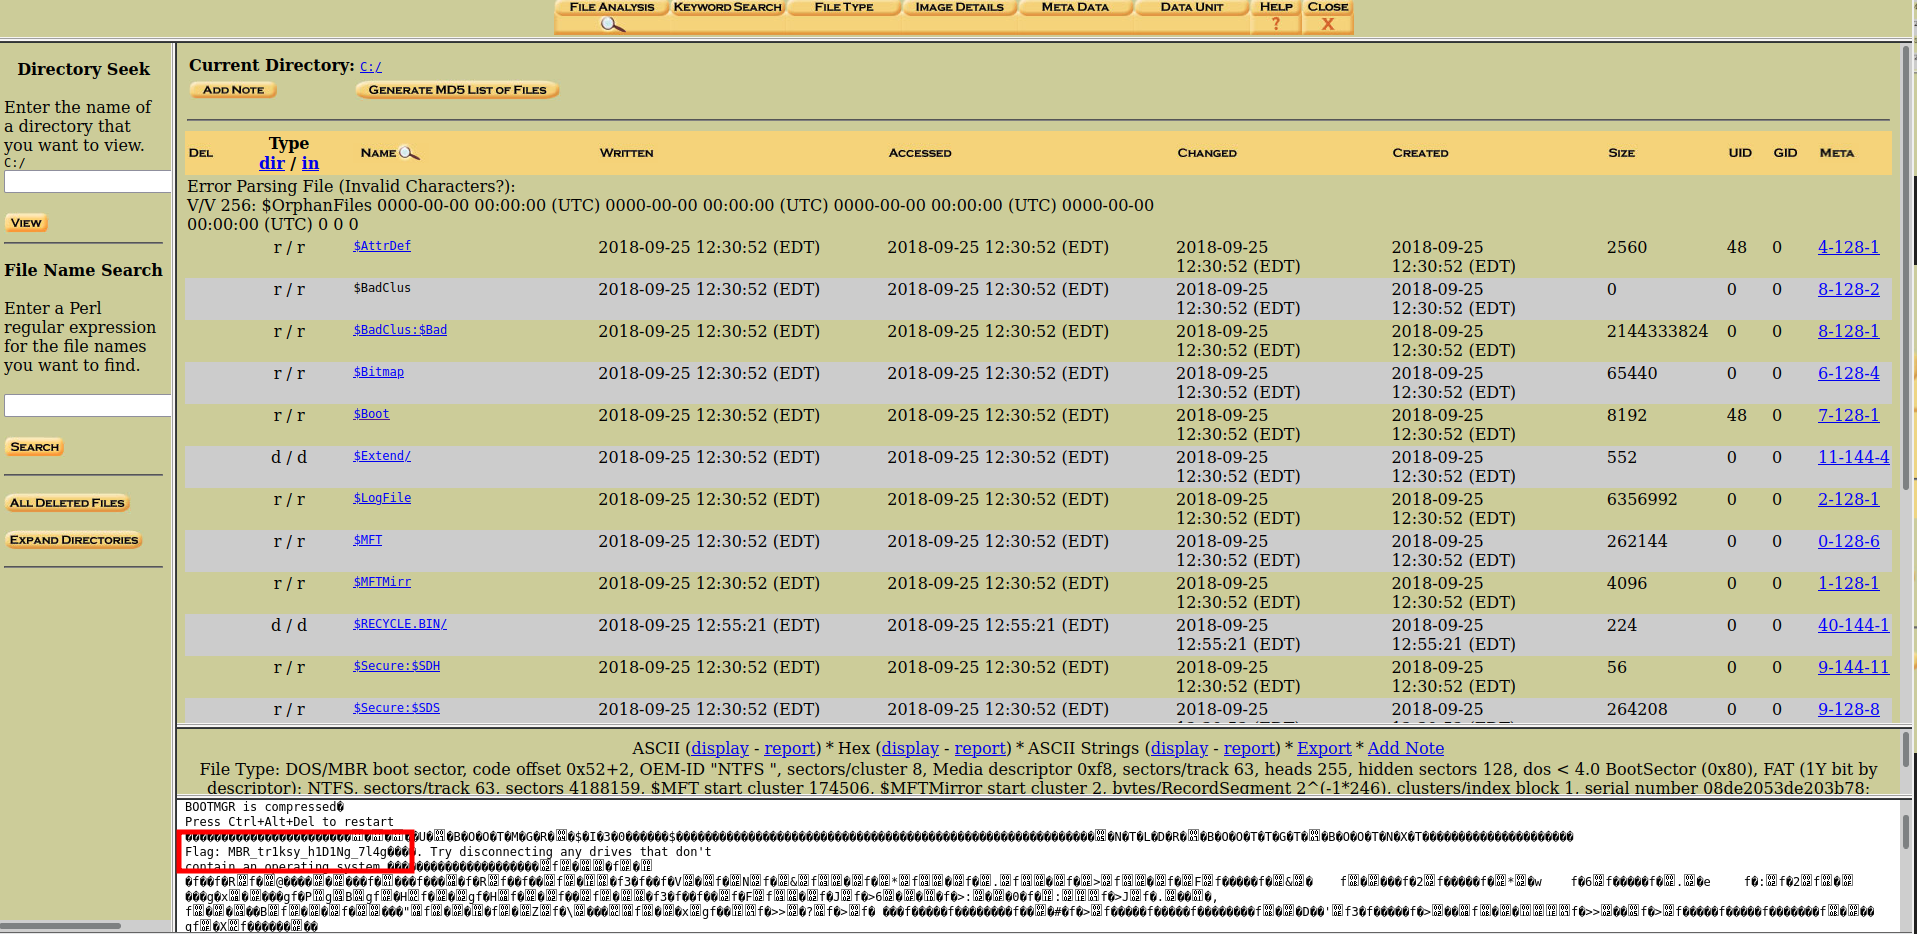 FILE ANALYSIS KEYWORD SEARCH FILE TYPE IMAGE DETAILS META DATA DATA UNIT HELP CLOSE
? X
Directory Seek
Enter the name of
a directory that
you want to view.
C:/
VIEW
File Name Search
Enter a Perl
regular expression
for the file names
you want to find.
SEARCH
ALL DELETED FILES
EXPAND DIRECTORIES
Current Directory: C:/
ADD NOTE GENERATE MD5 LIST OF FILES
DEL Type dir / in NAME WRITTEN ACCESSED CHANGED CREATED SIZE UID GID META
Error Parsing File (Invalid Characters?):
V/V 256: $OrphanFiles 0000-00-00 00:00:00 (UTC) 0000-00-00 00:00:00 (UTC) 0000-00-00 00:00:00 (UTC) 0000-00-00
00:00:00 (UTC) 0 0 0
r / r $AttrDef 2018-09-25 12:30:52 (EDT) 2018-09-25 12:30:52 (EDT) 2018-09-25 12:30:52 (EDT) 2018-09-25 12:30:52 (EDT) 2560 48 0 4-128-1
r / r $BadClus 2018-09-25 12:30:52 (EDT) 2018-09-25 12:30:52 (EDT) 2018-09-25 12:30:52 (EDT) 2018-09-25 12:30:52 (EDT) 0 0 0 8-128-2
r / r $BadClus:$Bad 2018-09-25 12:30:52 (EDT) 2018-09-25 12:30:52 (EDT) 2018-09-25 12:30:52 (EDT) 2018-09-25 12:30:52 (EDT) 2144333824 0 0 8-128-1
r / r $Bitmap 2018-09-25 12:30:52 (EDT) 2018-09-25 12:30:52 (EDT) 2018-09-25 12:30:52 (EDT) 2018-09-25 12:30:52 (EDT) 65440 0 0 6-128-4
r / r $Boot 2018-09-25 12:30:52 (EDT) 2018-09-25 12:30:52 (EDT) 2018-09-25 12:30:52 (EDT) 2018-09-25 12:30:52 (EDT) 8192 48 0 7-128-1
d / d $Extend/ 2018-09-25 12:30:52 (EDT) 2018-09-25 12:30:52 (EDT) 2018-09-25 12:30:52 (EDT) 2018-09-25 12:30:52 (EDT) 552 0 0 11-144-4
r / r $LogFile 2018-09-25 12:30:52 (EDT) 2018-09-25 12:30:52 (EDT) 2018-09-25 12:30:52 (EDT) 2018-09-25 12:30:52 (EDT) 6356992 0 0 2-128-1
r / r $MFT 2018-09-25 12:30:52 (EDT) 2018-09-25 12:30:52 (EDT) 2018-09-25 12:30:52 (EDT) 2018-09-25 12:30:52 (EDT) 262144 0 0 0-128-6
r / r $MFTMirr 2018-09-25 12:30:52 (EDT) 2018-09-25 12:30:52 (EDT) 2018-09-25 12:30:52 (EDT) 2018-09-25 12:30:52 (EDT) 4096 0 0 1-128-1
d / d $RECYCLE.BIN/ 2018-09-25 12:55:21 (EDT) 2018-09-25 12:55:21 (EDT) 2018-09-25 12:55:21 (EDT) 2018-09-25 12:55:21 (EDT) 224 0 0 40-144-1
r / r $Secure:$SDH 2018-09-25 12:30:52 (EDT) 2018-09-25 12:30:52 (EDT) 2018-09-25 12:30:52 (EDT) 2018-09-25 12:30:52 (EDT) 56 0 0 9-144-11
r / r $Secure:$SDS 2018-09-25 12:30:52 (EDT) 2018-09-25 12:30:52 (EDT) 2018-09-25 2018-09-25 264208 0 0 9-128-8
ASCII (display - report) * Hex (display - report) * ASCII Strings (display - report) * Export * Add Note
File Type: DOS/MBR boot sector, code offset 0x52+2, OEM-ID "NTFS ", sectors/cluster 8, Media descriptor 0xf8, sectors/track 63, heads 255, hidden sectors 128, dos < 4.0 BootSector (0x80), FAT (1Y bit by
descriptor): NTFS, sectors/track 63, sectors 4188159, $MFT start cluster 174506, $MFTMirror start cluster 2, bytes/RecordSegment 2^(-1*246), clusters/index block 1, serial number 08de2053de203b78:
BOOTMGR is compressed
Press Ctrl+Alt+Del to restart
Flag: MBR_tr1ksy_h1D1Ng_7l4g. Try disconnecting any drives that don't
contain an operating system.